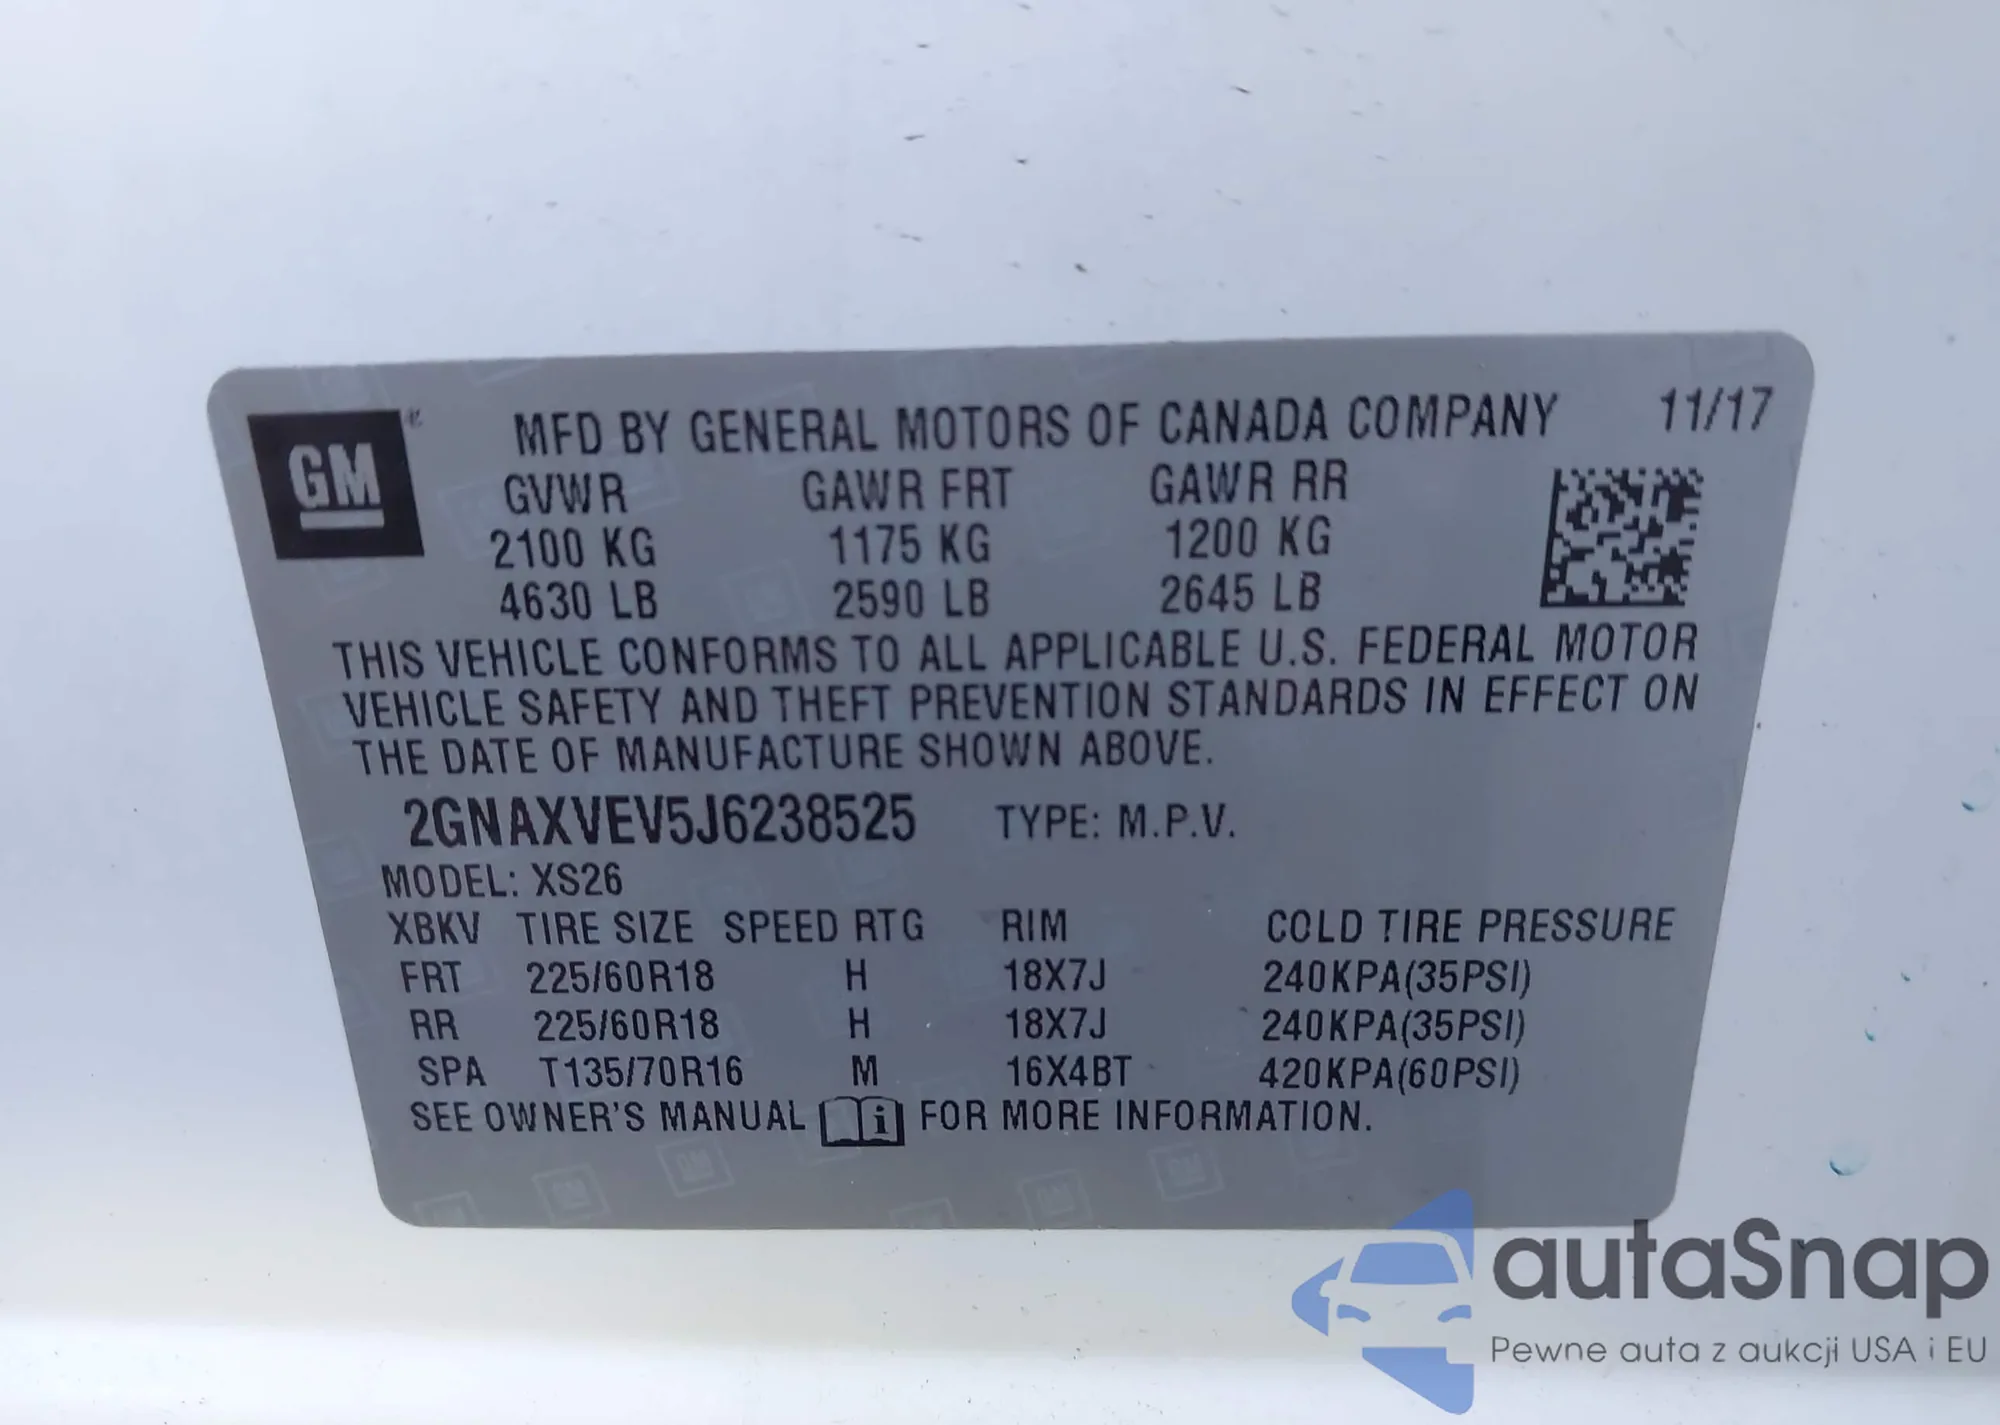 GM
MFD BY GENERAL MOTORS OF CANADA COMPANY 11/17
GVWR GAWR FRT GAWR RR
2100 KG 1175 KG 1200 KG
4630 LB 2590 LB 2645 LB
THIS VEHICLE CONFORMS TO ALL APPLICABLE U.S. FEDERAL MOTOR
VEHICLE SAFETY AND THEFT PREVENTION STANDARDS IN EFFECT ON
THE DATE OF MANUFACTURE SHOWN ABOVE.
2GNAXVEV5J6238525 TYPE: M.P.V.
MODEL: XS26
XBKV TIRE SIZE SPEED RTG RIM COLD TIRE PRESSURE
FRT 225/60R18 H 18X7J 240KPA(35PSI)
RR 225/60R18 H 18X7J 240KPA(35PSI)
SPA T135/70R16 M 16X4BT 420KPA(60PSI)
SEE OWNER'S MANUAL i FOR MORE INFORMATION.
autaSnap
Pewne auta z aukcji USA i EU